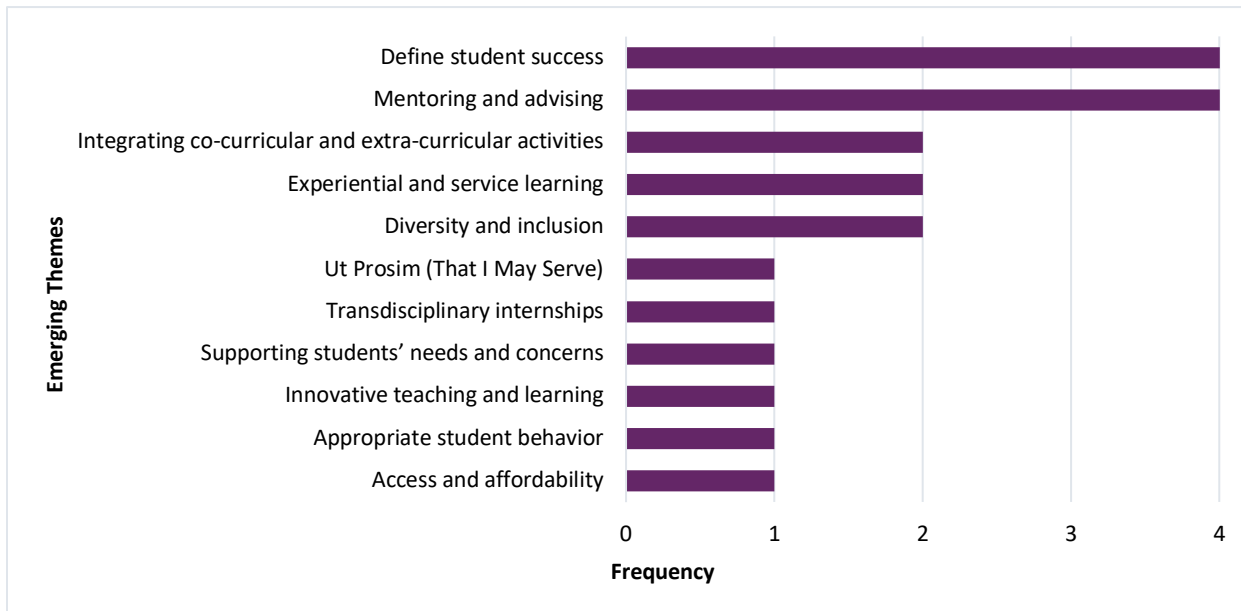 Define student success
Mentoring and advising
Integrating co-curricular and extra-curricular activities
Experiential and service learning
Diversity and inclusion
Ut Prosim (That I May Serve)
Transdisciplinary internships
Supporting students’ needs and concerns
Innovative teaching and learning
Appropriate student behavior
Access and affordability
Emerging Themes
0 1 2 3 4
Frequency